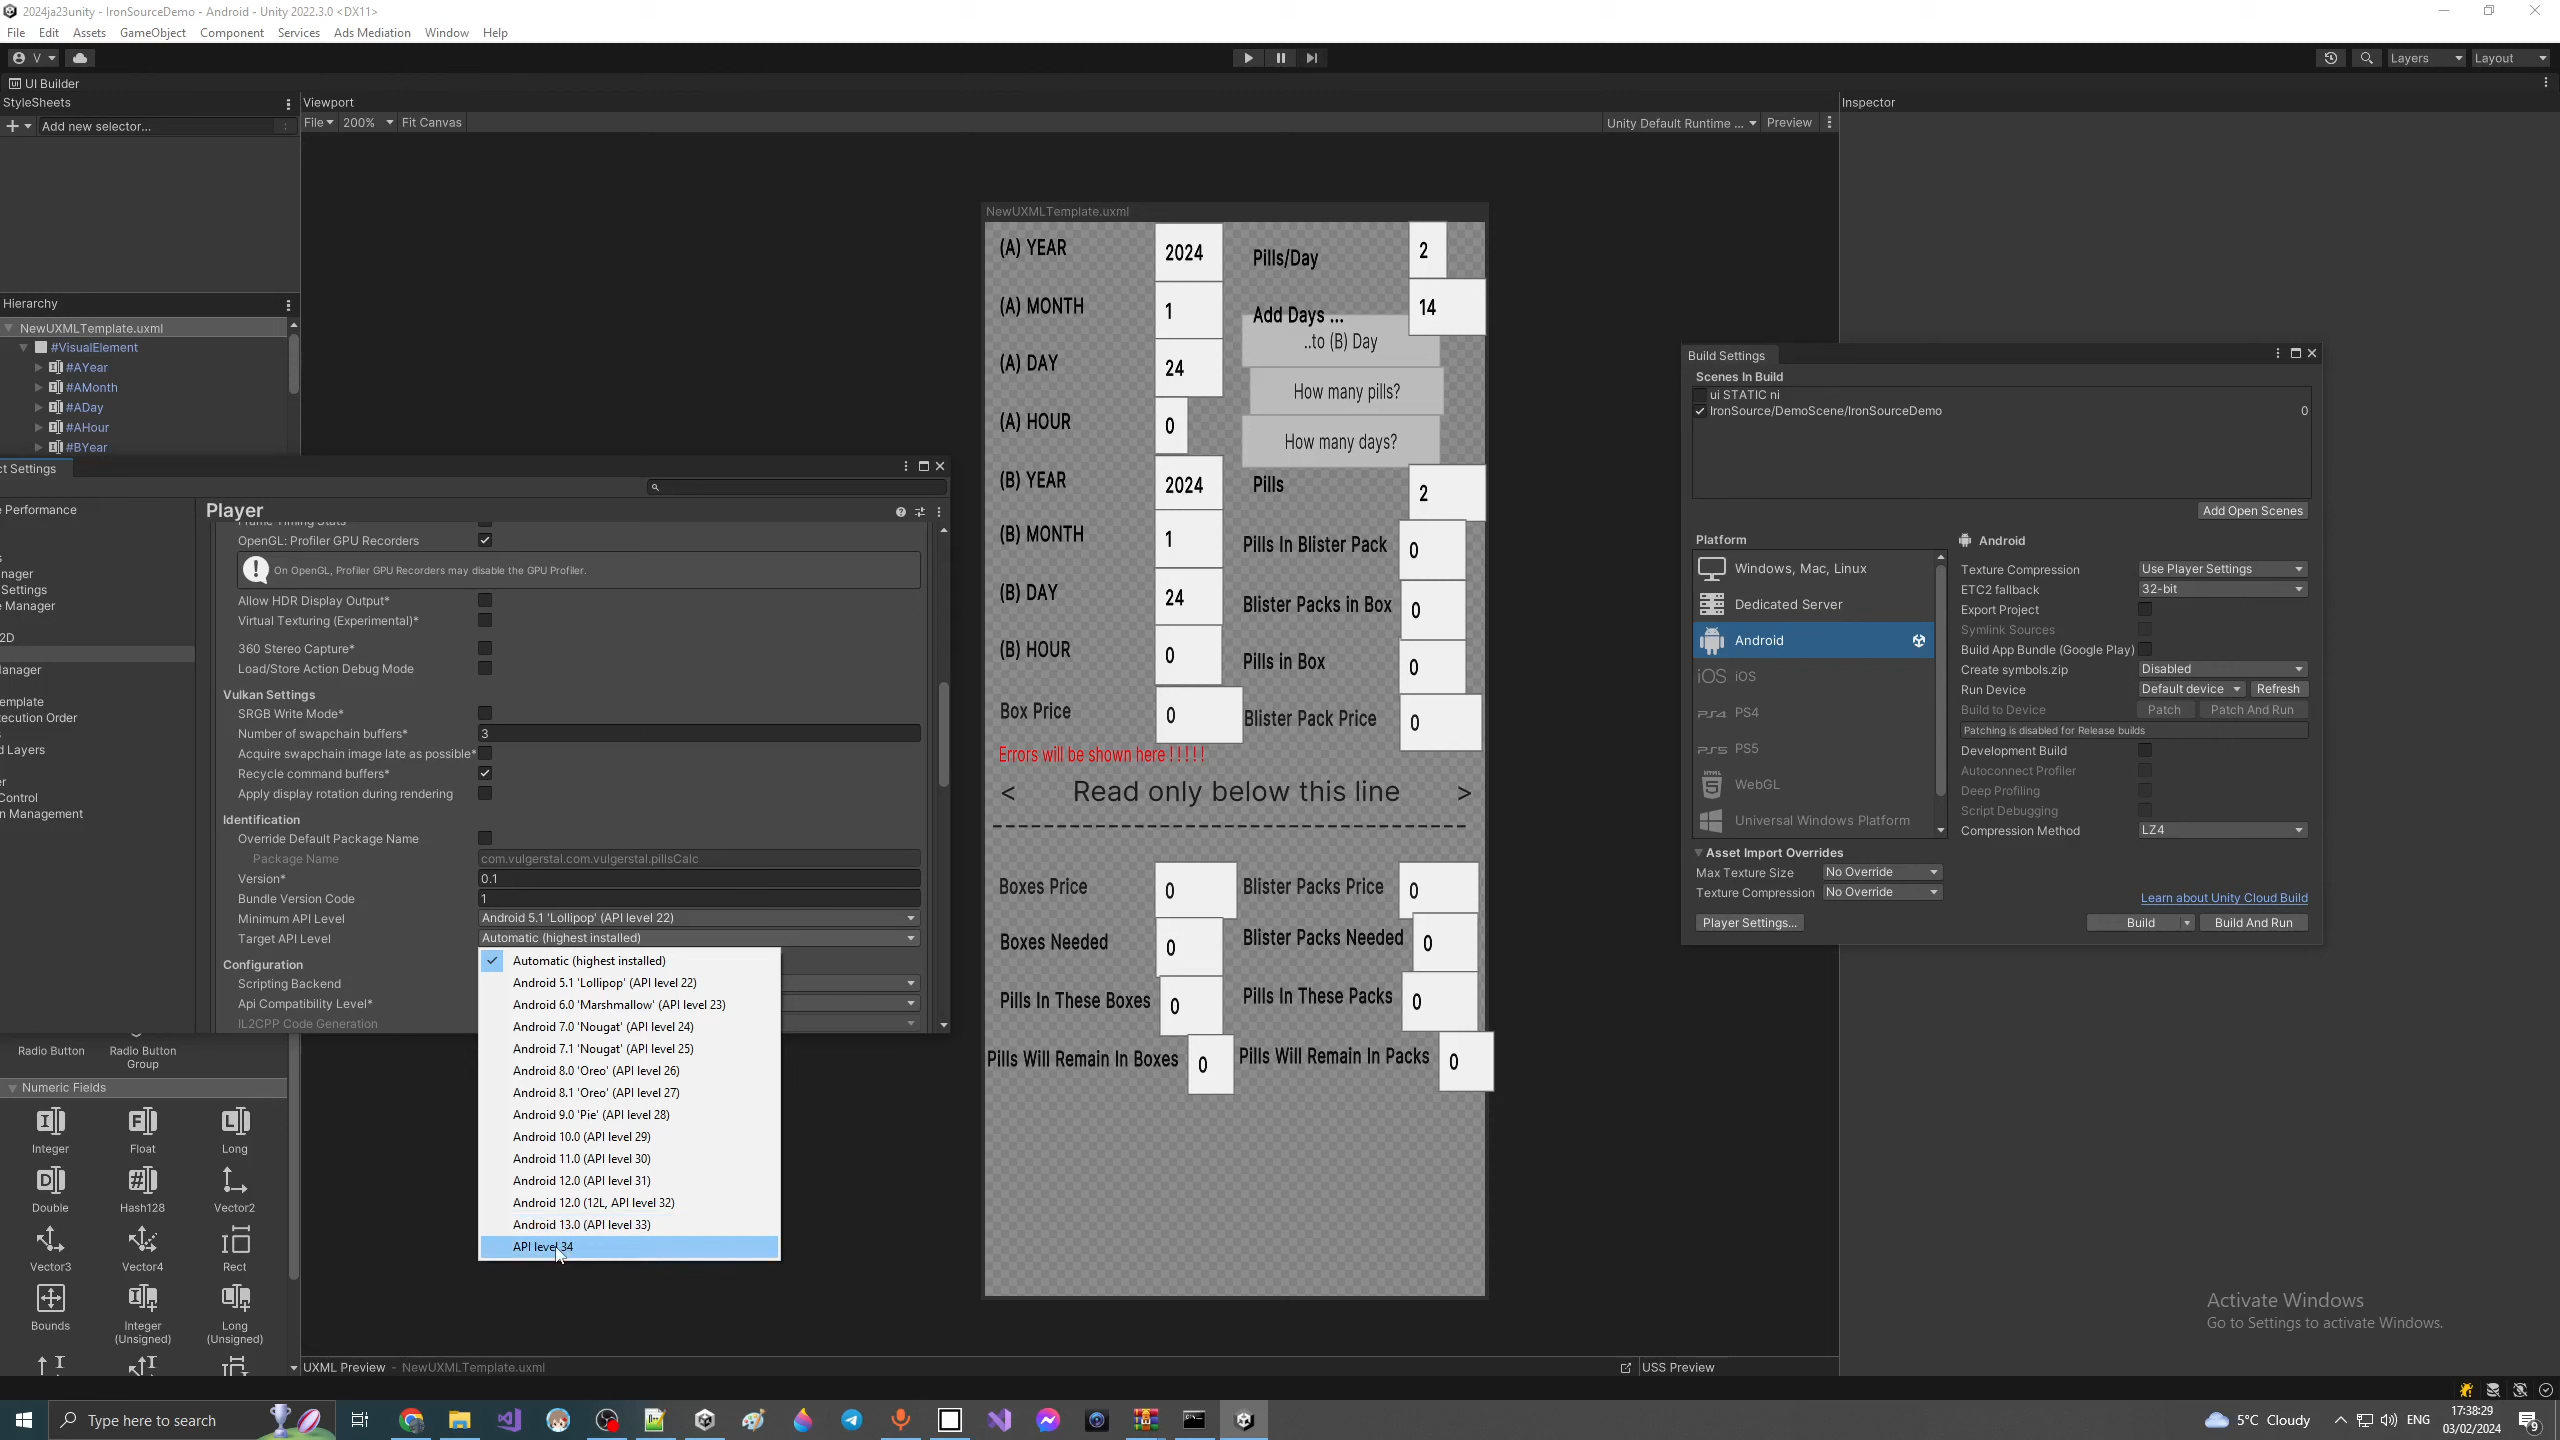 2024ja23unity - IronSourceDemo - Android - Unity 2022.3.0 <DX11>
File Edit Assets GameObject Component Services Ads Mediation Window Help
V
Layers Layout
UI Builder
StyleSheets
Add new selector...
Viewport
File 200% Fit Canvas
Unity Default Runtime ... Preview
Inspector
Hierarchy
NewUXMLTemplate.uxml
#VisualElement
#AYear
#AMonth
#ADay
#AHour
#BYear
NewUXMLTemplate.uxml
(A) YEAR 2024 Pills/Day 2
(A) MONTH 1 Add Days ... 14
..to (B) Day
(A) DAY 24
How many pills?
(A) HOUR 0
How many days?
(B) YEAR 2024 Pills 2
(B) MONTH 1 Pills In Blister Pack 0
(B) DAY 24 Blister Packs in Box 0
(B) HOUR 0 Pills in Box 0
Box Price 0 Blister Pack Price 0
Errors will be shown here ! ! ! ! !
< Read only below this line >
Boxes Price 0 Blister Packs Price 0
Boxes Needed 0 Blister Packs Needed 0
Pills In These Boxes 0 Pills In These Packs 0
Pills Will Remain In Boxes 0 Pills Will Remain In Packs 0
ct Settings
e Performance
s
nager
Settings
e Manager
2D
Manager
emplate
ecution Order
s
d Layers
er
Control
n Management
Player
Frame Timing Stats
OpenGL: Profiler GPU Recorders
On OpenGL, Profiler GPU Recorders may disable the GPU Profiler.
Allow HDR Display Output*
Virtual Texturing (Experimental)*
360 Stereo Capture*
Load/Store Action Debug Mode
Vulkan Settings
SRGB Write Mode*
Number of swapchain buffers* 3
Acquire swapchain image late as possible*
Recycle command buffers*
Apply display rotation during rendering
Identification
Override Default Package Name
Package Name com.vulgerstal.com.vulgerstal.pillsCalc
Version* 0.1
Bundle Version Code 1
Minimum API Level Android 5.1 'Lollipop' (API level 22)
Target API Level Automatic (highest installed)
Configuration
Scripting Backend
Api Compatibility Level*
IL2CPP Code Generation
Automatic (highest installed)
Android 5.1 'Lollipop' (API level 22)
Android 6.0 'Marshmallow' (API level 23)
Android 7.0 'Nougat' (API level 24)
Android 7.1 'Nougat' (API level 25)
Android 8.0 'Oreo' (API level 26)
Android 8.1 'Oreo' (API level 27)
Android 9.0 'Pie' (API level 28)
Android 10.0 (API level 29)
Android 11.0 (API level 30)
Android 12.0 (API level 31)
Android 12.0 (12L, API level 32)
Android 13.0 (API level 33)
API level 34
Radio Button Radio Button Group
Numeric Fields
Integer Float Long
Double Hash128 Vector2
Vector3 Vector4 Rect
Bounds Integer (Unsigned) Long (Unsigned)
UXML Preview - NewUXMLTemplate.uxml
USS Preview
Build Settings
Scenes In Build
ui STATIC ni
IronSource/DemoScene/IronSourceDemo 0
Add Open Scenes
Platform
Windows, Mac, Linux
Dedicated Server
Android
iOS iOS
PS4
PS5
HTML 5 WebGL
Universal Windows Platform
Android
Texture Compression Use Player Settings
ETC2 fallback 32-bit
Export Project
Symlink Sources
Build App Bundle (Google Play)
Create symbols.zip Disabled
Run Device Default device Refresh
Build to Device Patch Patch And Run
Patching is disabled for Release builds
Development Build
Autoconnect Profiler
Deep Profiling
Script Debugging
Compression Method LZ4
Asset Import Overrides
Max Texture Size No Override
Texture Compression No Override
Learn about Unity Cloud Build
Player Settings...
Build Build And Run
Activate Windows
Go to Settings to activate Windows.
Type here to search
5°C Cloudy
ENG
17:38:29
03/02/2024
9